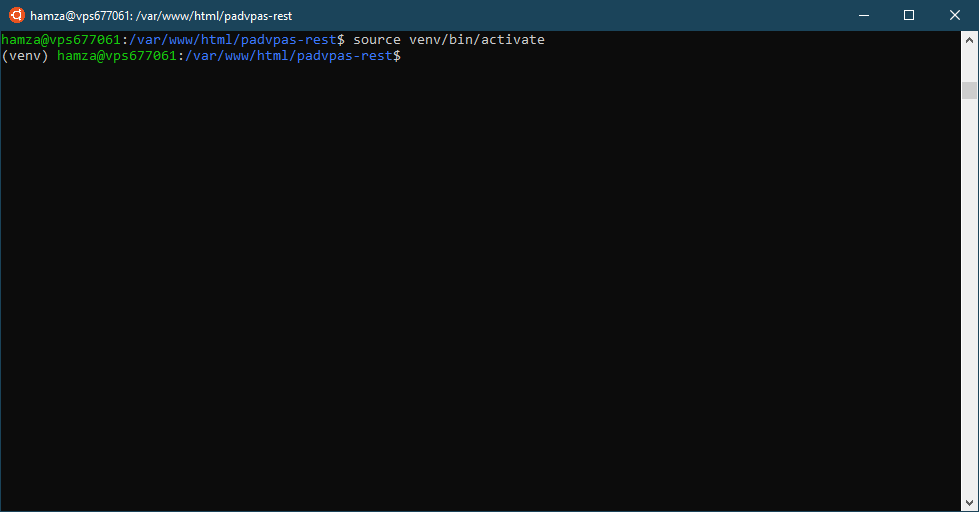 hamza@vps677061: /var/www/html/padvpas-rest
hamza@vps677061:/var/www/html/padvpas-rest$ source venv/bin/activate
(venv) hamza@vps677061:/var/www/html/padvpas-rest$